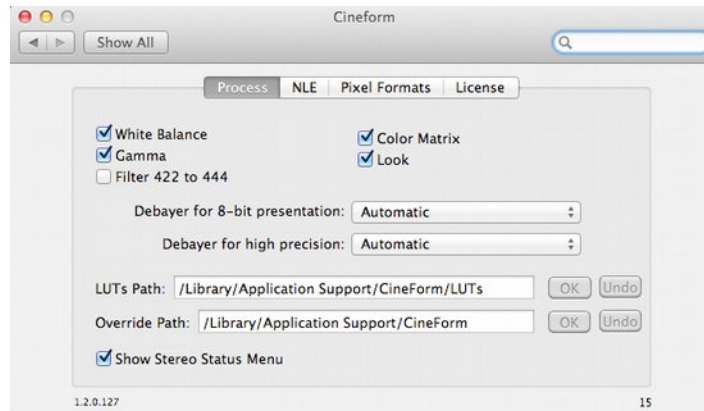 Cineform
Show All
Process NLE Pixel Formats License
White Balance
Color Matrix
Gamma
Look
Filter 422 to 444
Debayer for 8-bit presentation: Automatic
Debayer for high precision: Automatic
LUTs Path: /Library/Application Support/CineForm/LUTs OK Undo
Override Path: /Library/Application Support/CineForm OK Undo
Show Stereo Status Menu
1.2.0.127 15